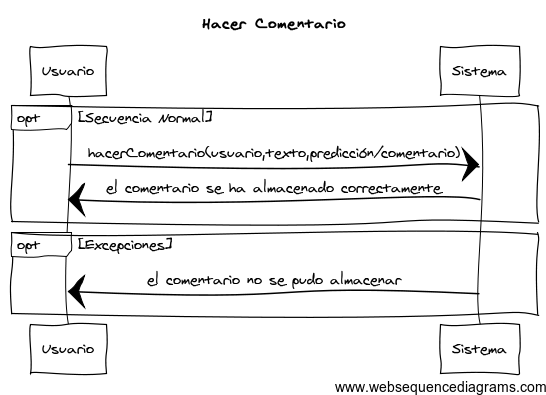 Hacer Comentario
Usuario Sistema
opt [Secuencia Normal]
hacerComentario(usuario,texto,predicción/comentario)
el comentario se ha almacenado correctamente
opt [Excepciones]
el comentario no se pudo almacenar
Usuario Sistema
www.websequencediagrams.com